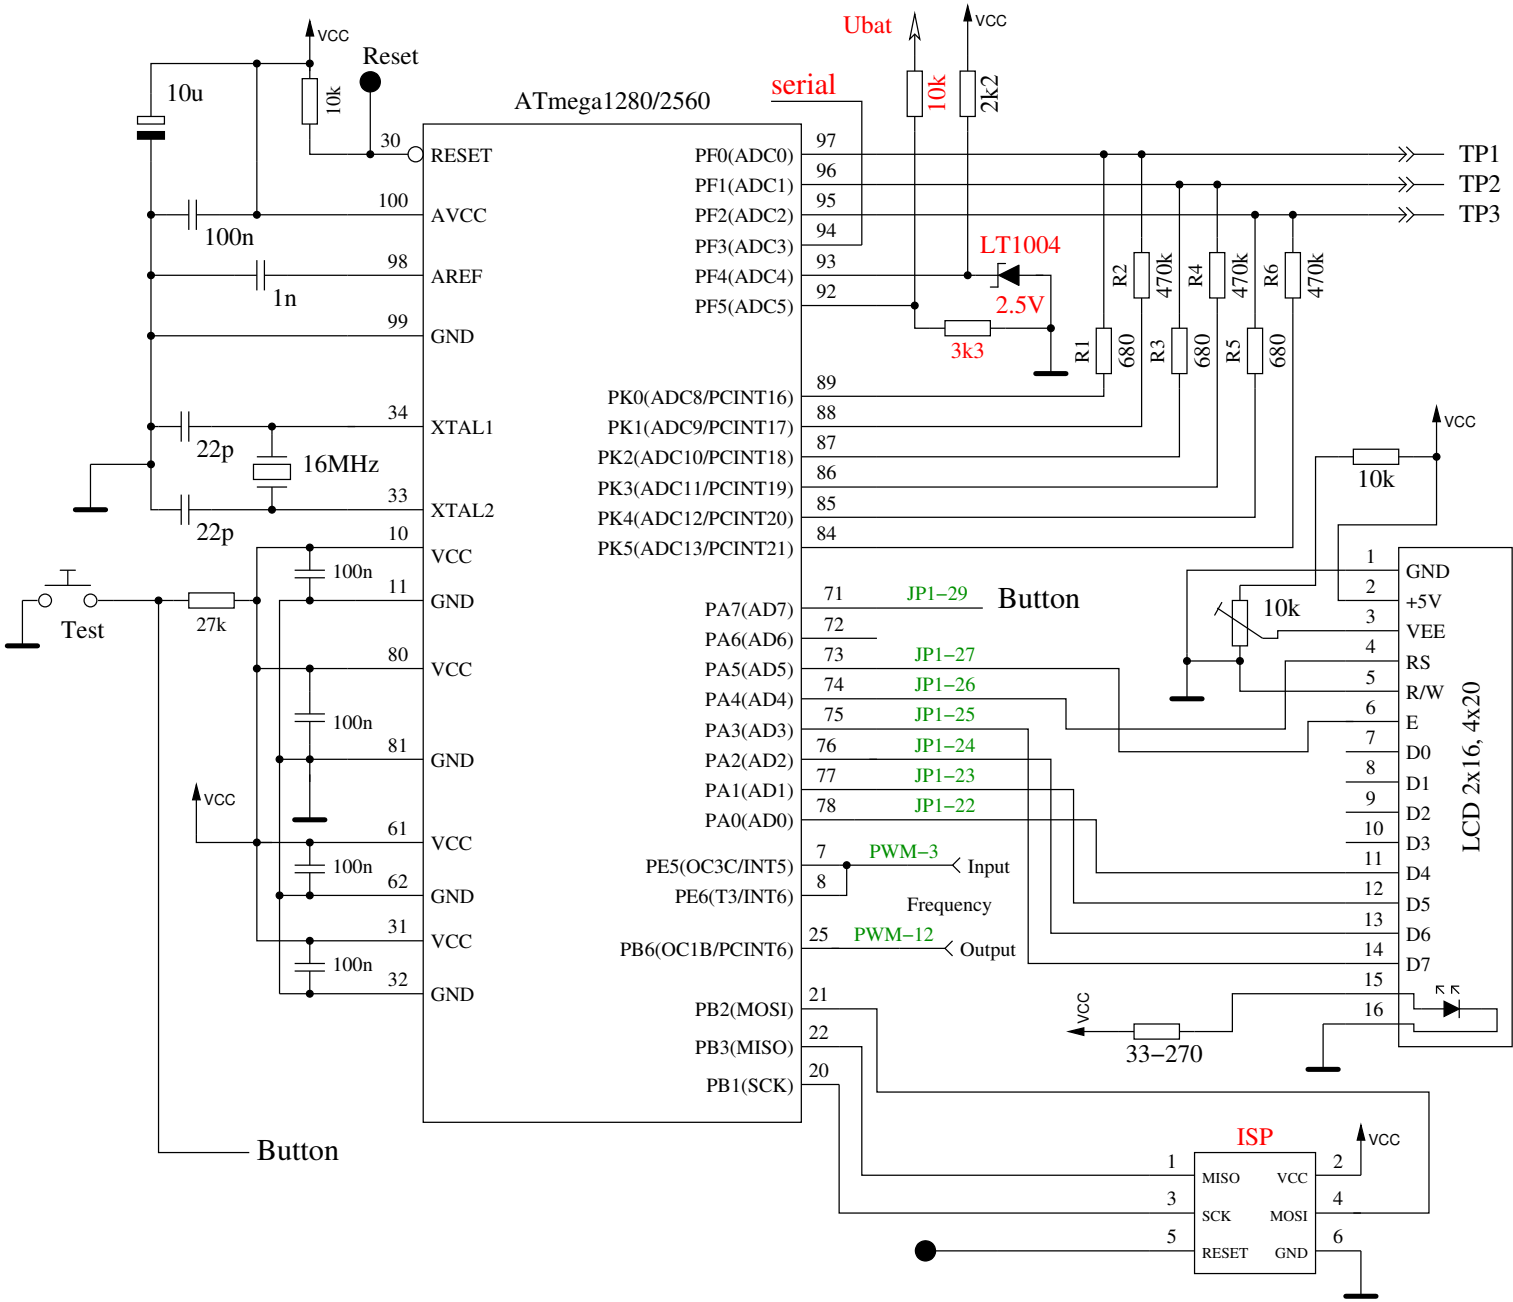 VCC
Reset
10u
10k
Ubat
10k
VCC
2k2
serial
ATmega1280/2560
30
RESET
100
AVCC
100n
98
AREF
1n
99
GND
34
XTAL1
22p
16MHz
33
XTAL2
22p
10
VCC
100n
11
GND
Test
27k
80
VCC
100n
81
GND
VCC
61
VCC
100n
62
GND
31
VCC
100n
32
GND
Button
PF0(ADC0)
97
TP1
PF1(ADC1)
96
TP2
PF2(ADC2)
95
TP3
PF3(ADC3)
94
PF4(ADC4)
93
PF5(ADC5)
92
LT1004
2.5V
3k3
R2
470k
R4
470k
R6
470k
R1
680
R3
680
R5
680
PK0(ADC8/PCINT16)
89
PK1(ADC9/PCINT17)
88
PK2(ADC10/PCINT18)
87
PK3(ADC11/PCINT19)
86
PK4(ADC12/PCINT20)
85
PK5(ADC13/PCINT21)
84
PA7(AD7)
71
JP1-29
Button
PA6(AD6)
72
PA5(AD5)
73
JP1-27
PA4(AD4)
74
JP1-26
PA3(AD3)
75
JP1-25
PA2(AD2)
76
JP1-24
PA1(AD1)
77
JP1-23
PA0(AD0)
78
JP1-22
PE5(OC3C/INT5)
7
PWM-3
Input
PE6(T3/INT6)
8
Frequency
PB6(OC1B/PCINT6)
25
PWM-12
Output
PB2(MOSI)
21
PB3(MISO)
22
PB1(SCK)
20
VCC
10k
10k
1
GND
2
+5V
3
VEE
4
RS
5
R/W
6
E
7
D0
8
D1
9
D2
10
D3
11
D4
12
D5
13
D6
14
D7
15
16
LCD 2x16, 4x20
VCC
33-270
ISP
1
MISO
VCC
2
VCC
3
SCK
MOSI
4
5
RESET
GND
6